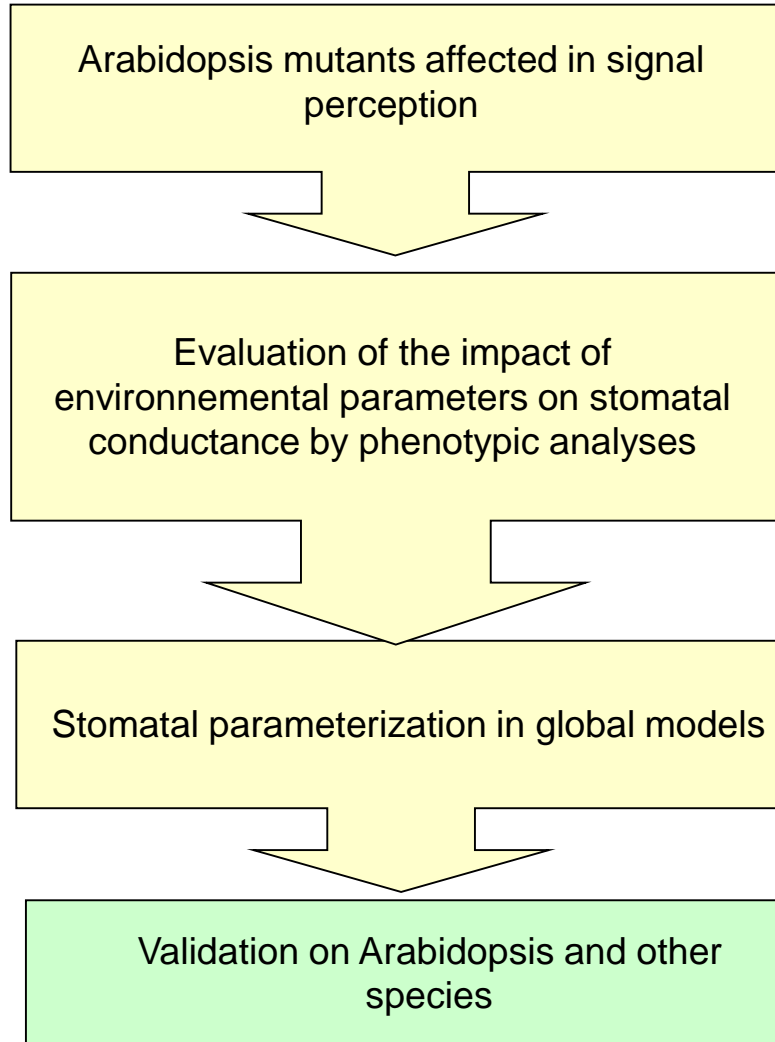 Arabidopsis mutants affected in signal
perception
Evaluation of the impact of
environnemental parameters on stomatal
conductance by phenotypic analyses
Stomatal parameterization in global models
Validation on Arabidopsis and other
species